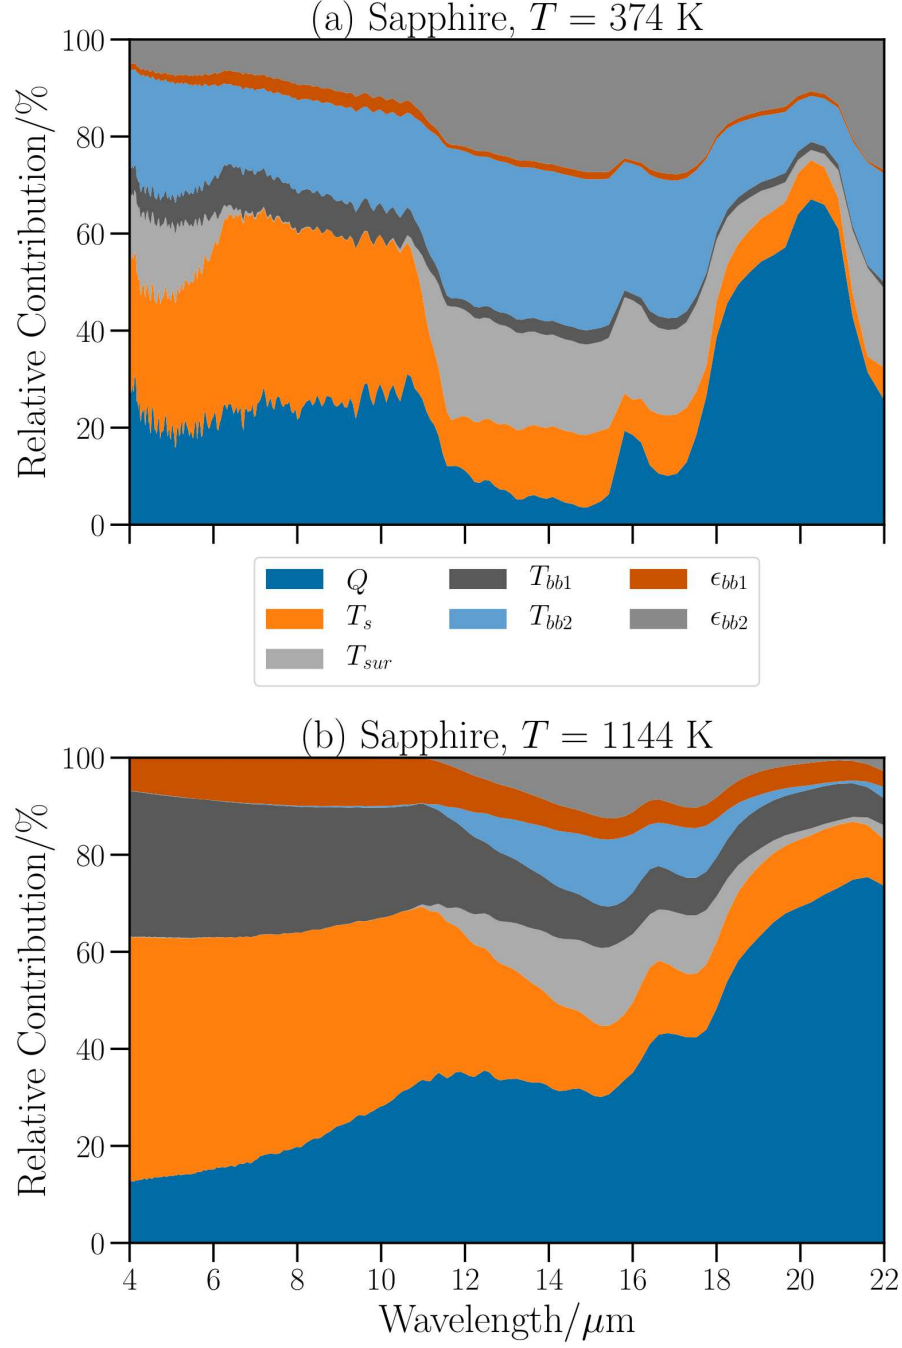 (a) Sapphire, T = 374 K
100
80
60
40
20
0
Relative Contribution/%
Q T_bb1 ϵ_bb1
T_s T_bb2 ϵ_bb2
T_sur
(b) Sapphire, T = 1144 K
100
80
60
40
20
0
Relative Contribution/%
4 6 8 10 12 14 16 18 20 22
Wavelength/μm